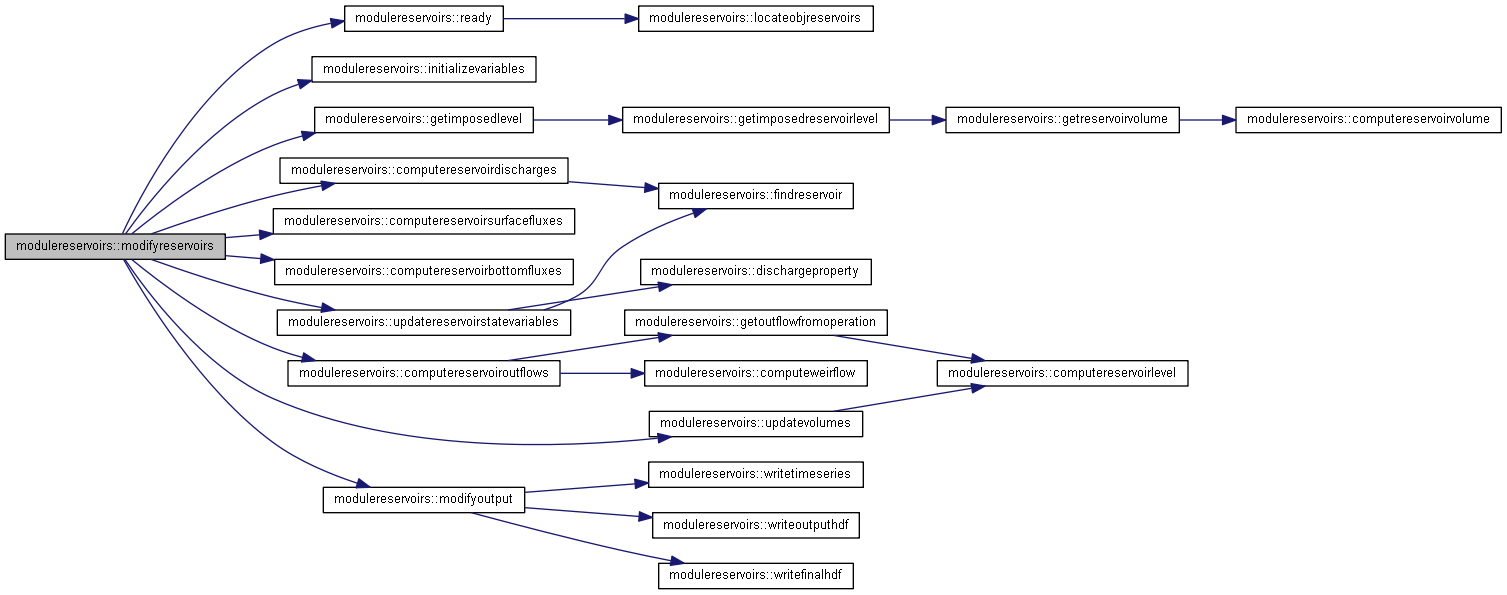 modulereservoirs::ready
modulereservoirs::locateobjreservoirs
modulereservoirs::initializevariables
modulereservoirs::getimposedlevel
modulereservoirs::getimposedreservoirlevel
modulereservoirs::getreservoirvolume
modulereservoirs::computereservoirvolume
modulereservoirs::computereservoirdischarges
modulereservoirs::findreservoir
modulereservoirs::computereservoirsurfacefluxes
modulereservoirs::modifyreservoirs
modulereservoirs::computereservoirbottomfluxes
modulereservoirs::dischargeproperty
modulereservoirs::updatereservoirstatevariables
modulereservoirs::getoutflowfromoperation
modulereservoirs::computereservoiroutflows
modulereservoirs::computeweirflow
modulereservoirs::computereservoirlevel
modulereservoirs::updatevolumes
modulereservoirs::writetimeseries
modulereservoirs::modifyoutput
modulereservoirs::writeoutputhdf
modulereservoirs::writefinalhdf